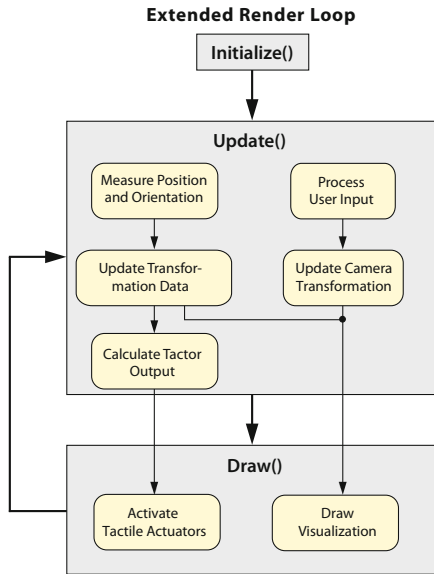 Extended Render Loop
Initialize()
Update()
Measure Position
and Orientation
Process
User Input
Update Transfor-
mation Data
Update Camera
Transformation
Calculate Tactor
Output
Draw()
Activate
Tactile Actuators
Draw
Visualization